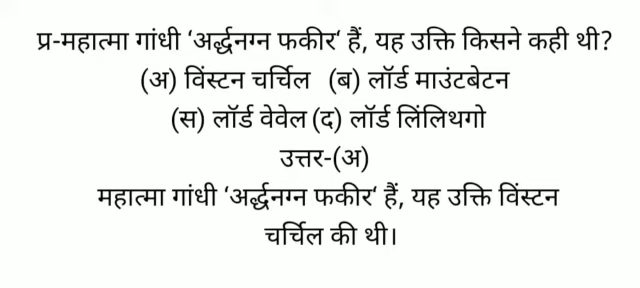 प्र-महात्मा गांधी ‘अर्द्धनग्न फकीर‘ हैं, यह उक्ति किसने कही थी?
(अ) विंस्टन चर्चिल (ब) लॉर्ड माउंटबेटन
(स) लॉर्ड वेवेल (द) लॉर्ड लिंलिथगो
उत्तर-(अ)
महात्मा गांधी ‘अर्द्धनग्न फकीर‘ हैं, यह उक्ति विंस्टन
चर्चिल की थी।